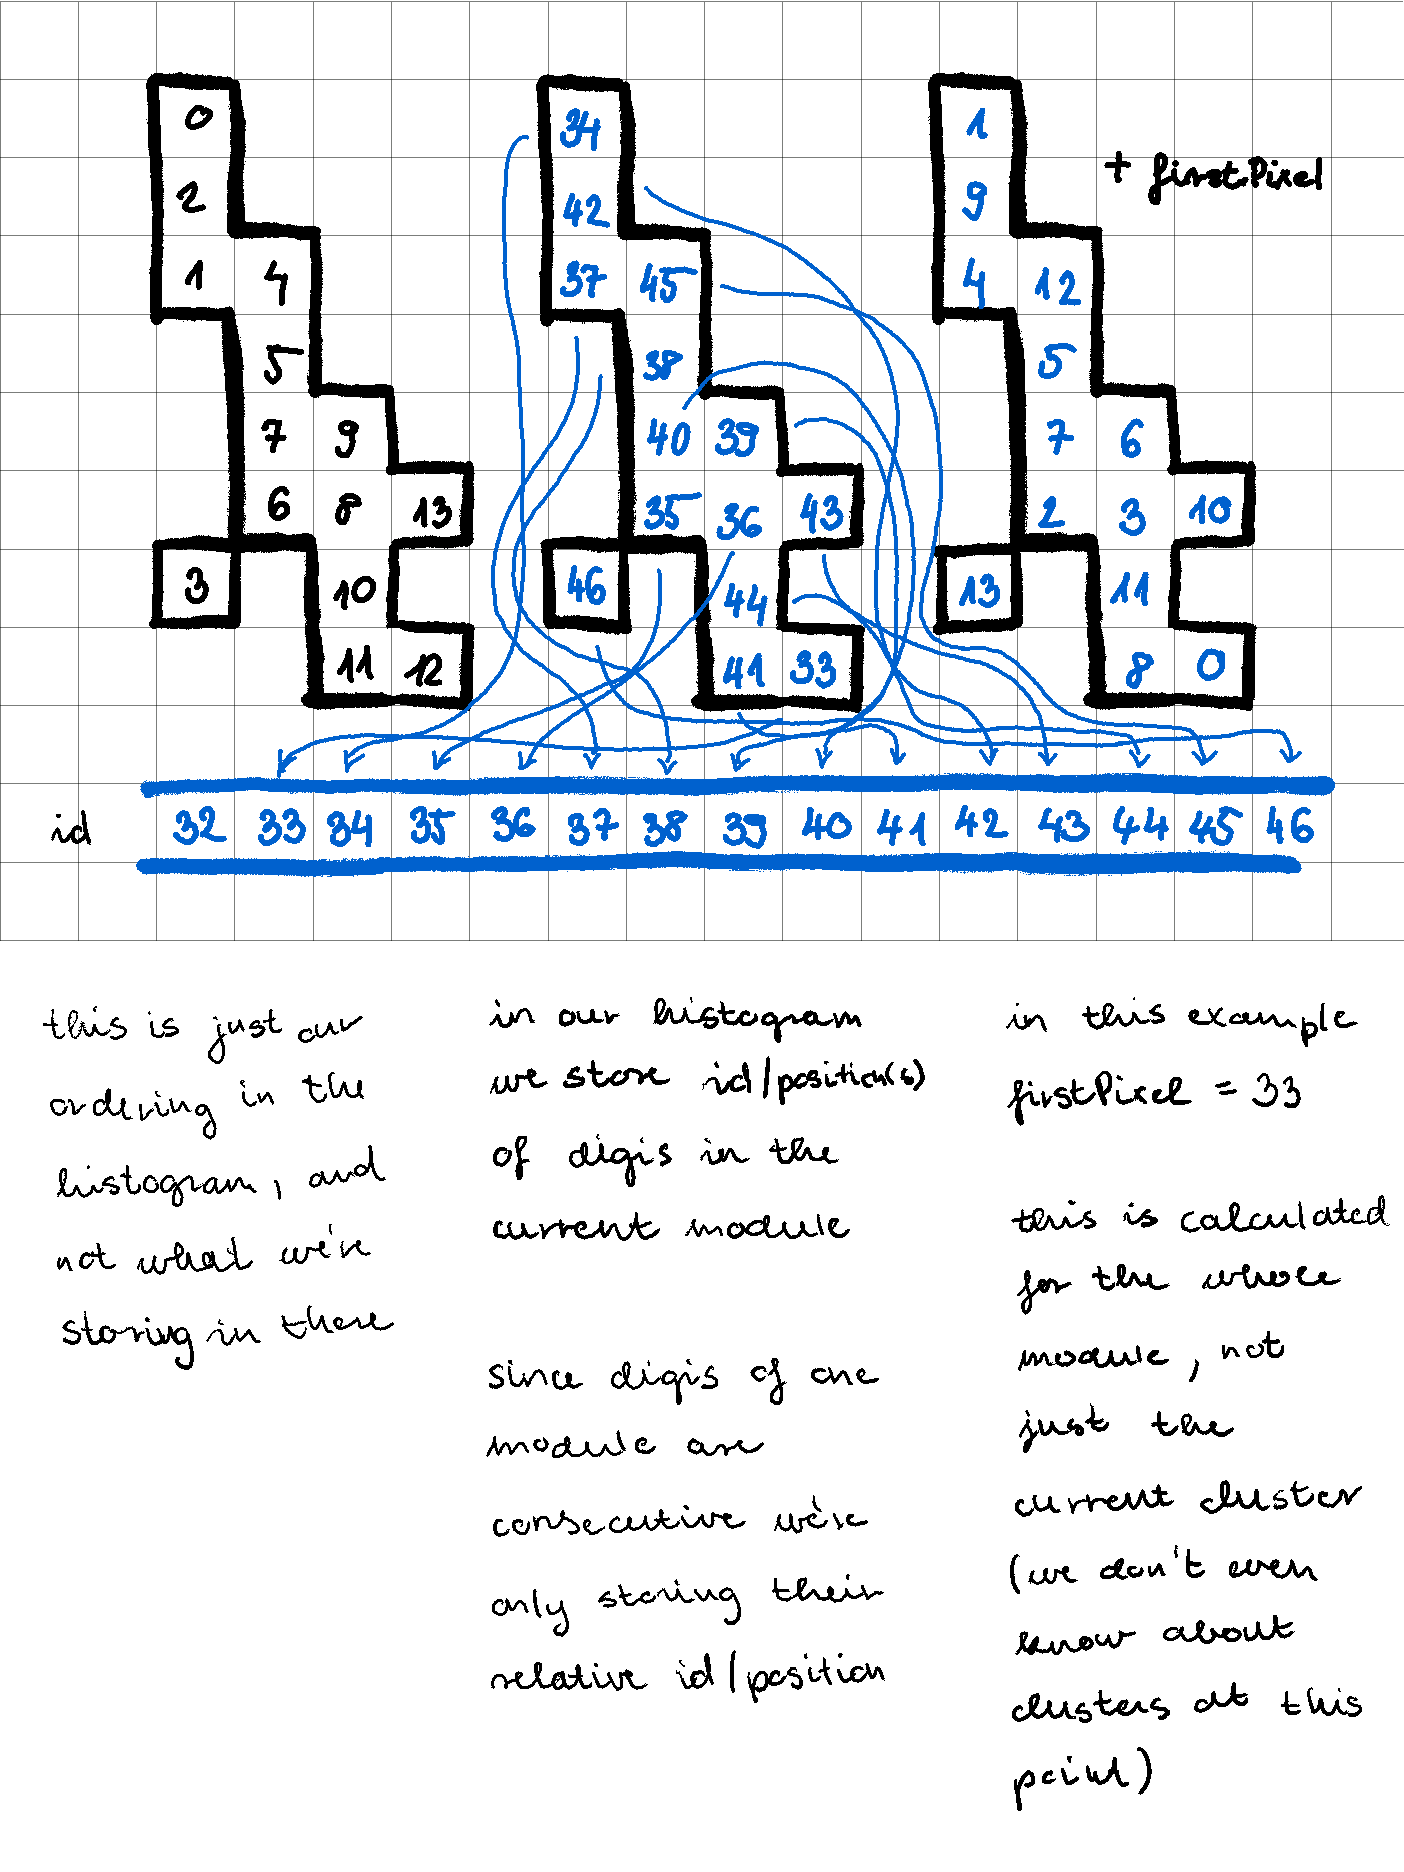 0 34 1
2 42 9 + firstPixel
1 4 37 45 4 12
5 38 5
7 9 40 39 7 6
6 8 13 35 36 43 2 3 10
3 10 46 44 13 11
11 12 41 33 8 0
id 32 33 34 35 36 37 38 39 40 41 42 43 44 45 46
this is just our
ordering in the
histogram, and
not what we're
storing in there
in our histogram
we store id/position(s)
of digis in the
current module
since digis of one
module are
consecutive we're
only storing their
relative id/position
in this example
firstPixel = 33
this is calculated
for the whole
module, not
just the
current cluster
(we don't even
know about
clusters at this
point)